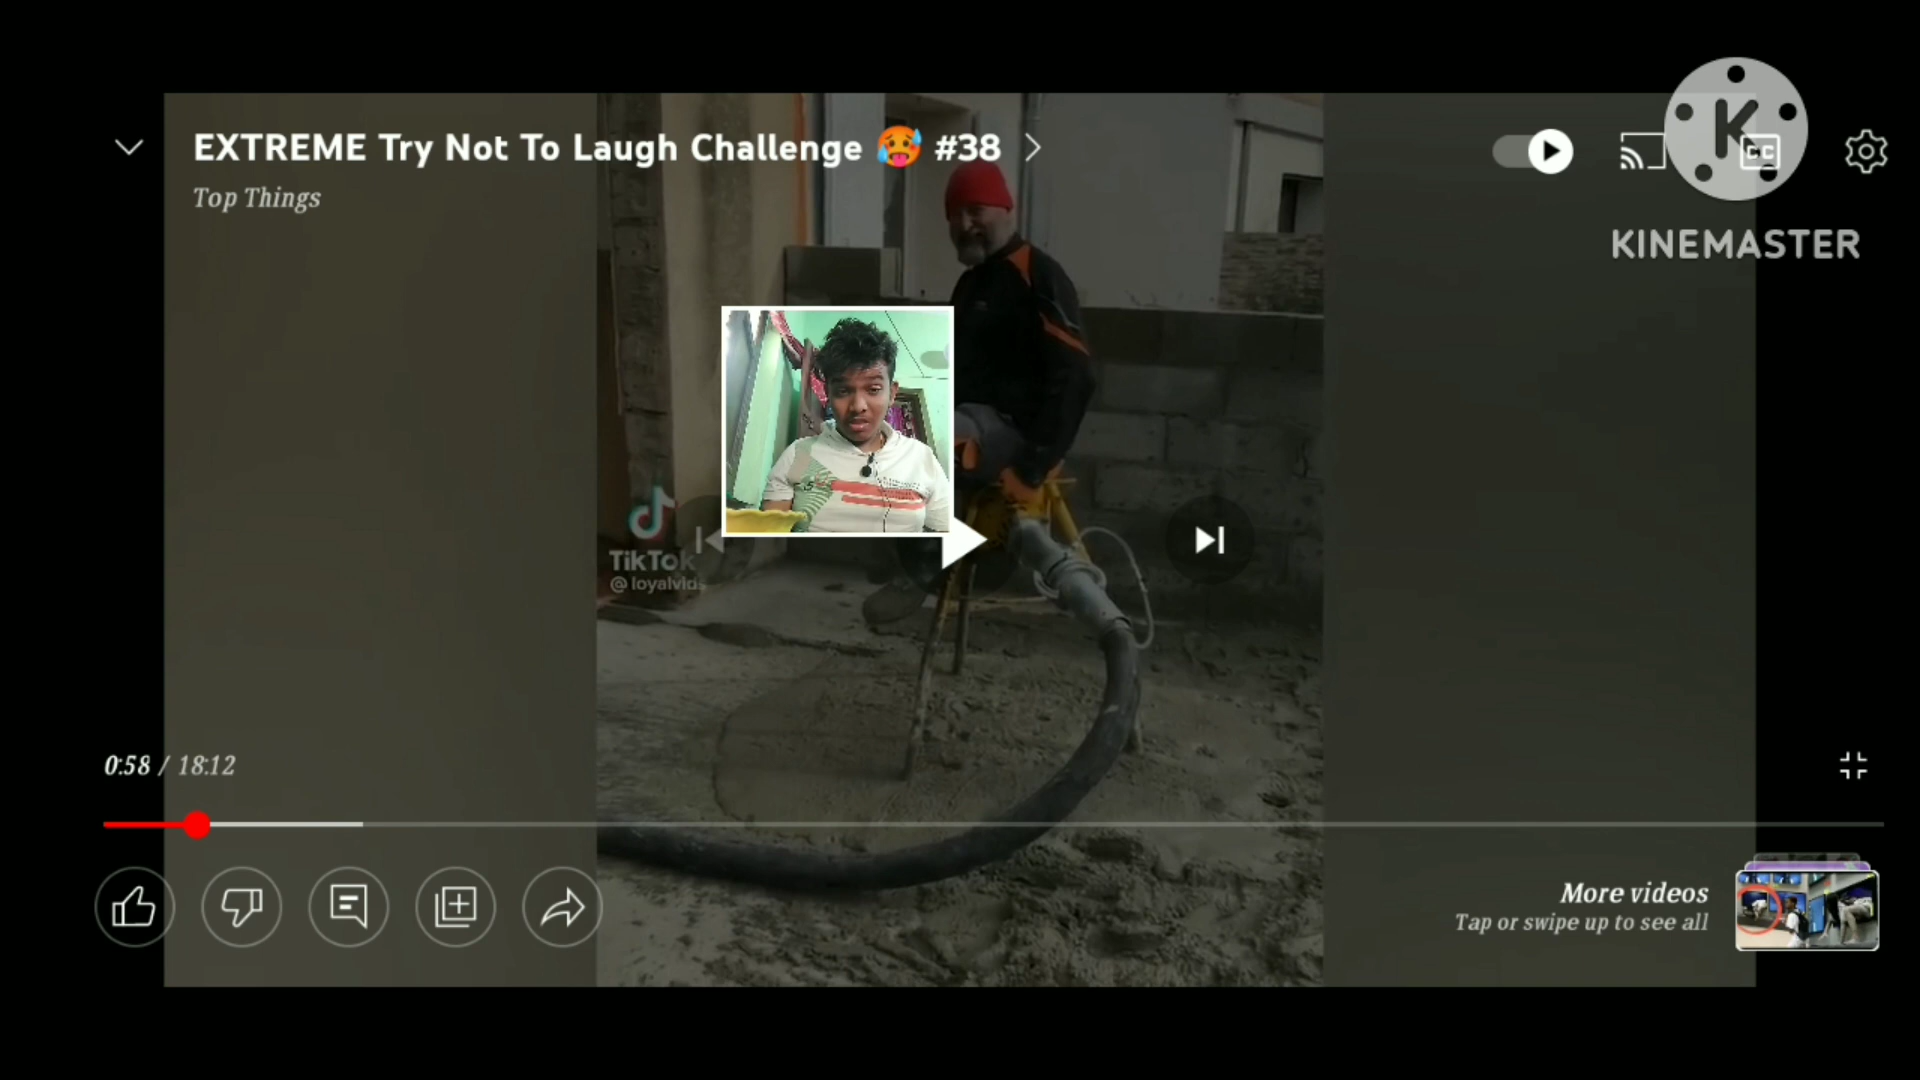 EXTREME Try Not To Laugh Challenge 🥵 #38
Top Things
K
CC
KINEMASTER
TikTok
@loyalvids
0:58 / 18:12
More videos
Tap or swipe up to see all